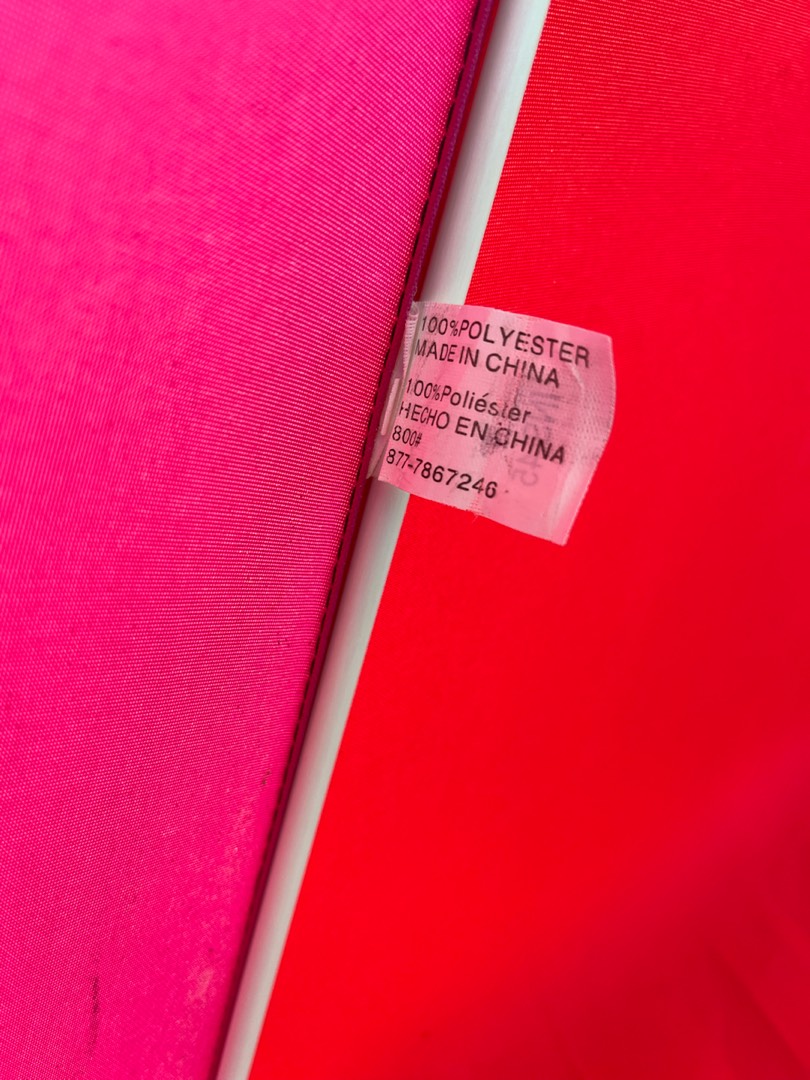 100%POLYESTER
MADE IN CHINA
100%Poliéster
HECHO EN CHINA
800#
877-7867246